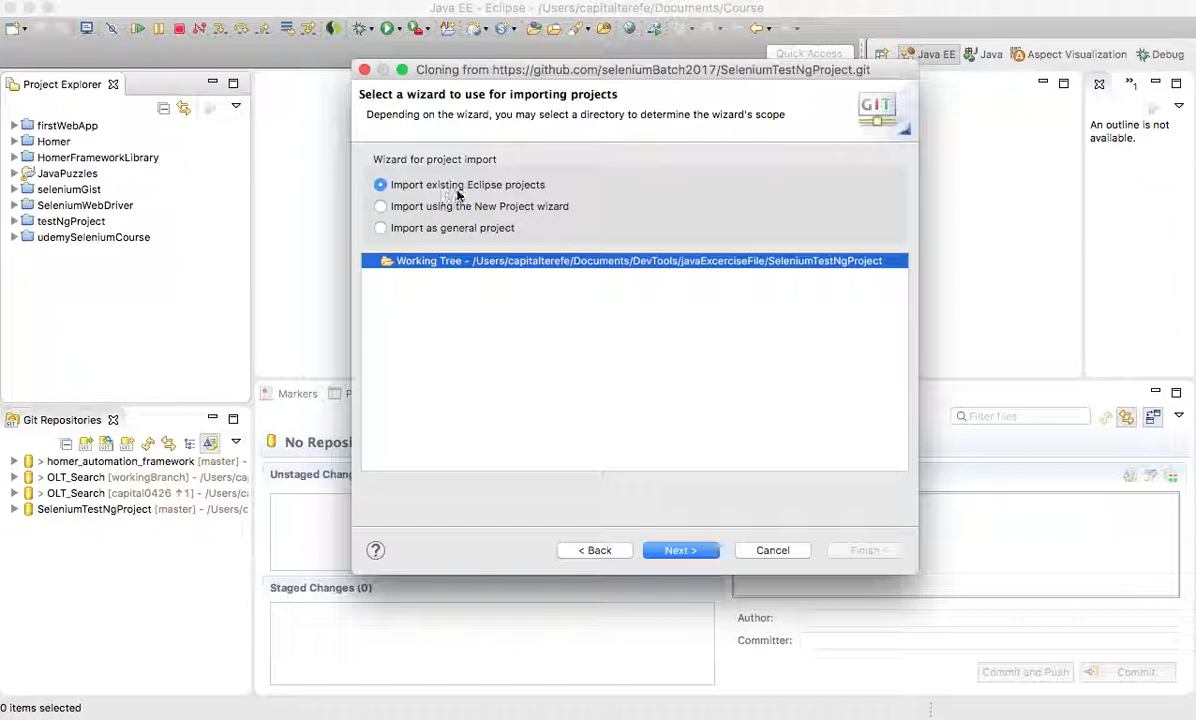 Java EE - Eclipse - /Users/capitalterefe/Documents/Course
Quick Access
Java EE
Java
Aspect Visualization
Debug
Project Explorer
firstWebApp
Homer
HomerFrameworkLibrary
JavaPuzzles
seleniumGist
SeleniumWebDriver
testNgProject
udemySeleniumCourse
Cloning from https://github.com/seleniumBatch2017/SeleniumTestNgProject.git
Select a wizard to use for importing projects
Depending on the wizard, you may select a directory to determine the wizard's scope
GIT
Wizard for project import
Import existing Eclipse projects
Import using the New Project wizard
Import as general project
Working Tree - /Users/capitalterefe/Documents/DevTools/javaExcerciseFile/SeleniumTestNgProject
?
< Back
Next >
Cancel
Finish
1
An outline is not
available.
Git Repositories
> homer_automation_framework [master] -
> OLT_Search [workingBranch] - /Users/ca
> OLT_Search [capital0426 ↑1] - /Users/c
SeleniumTestNgProject [master] - /Users/c
Markers
P
Filter files
No Reposi
Unstaged Chan
Staged Changes (0)
Author:
Committer:
Commit and Push
Commit
0 items selected